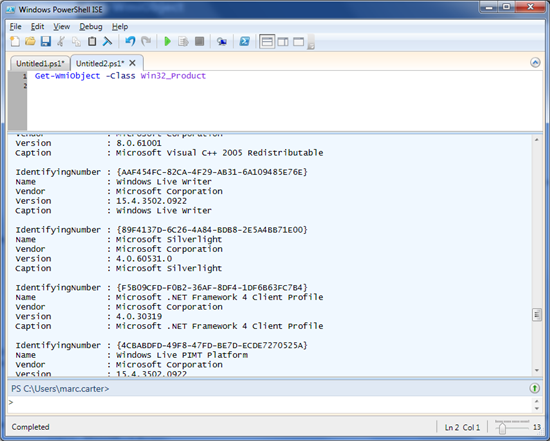 Windows PowerShell ISE
File Edit View Debug Help
Untitled1.ps1* Untitled2.ps1* X
1 Get-WmiObject -Class Win32_Product
2
Vendor : Microsoft Corporation
Version : 8.0.61001
Caption : Microsoft Visual C++ 2005 Redistributable
IdentifyingNumber : {AAF454FC-82CA-4F29-AB31-6A109485E76E}
Name : Windows Live Writer
Vendor : Microsoft Corporation
Version : 15.4.3502.0922
Caption : Windows Live Writer
IdentifyingNumber : {89F4137D-6C26-4A84-BDB8-2E5A4BB71E00}
Name : Microsoft Silverlight
Vendor : Microsoft Corporation
Version : 4.0.60531.0
Caption : Microsoft Silverlight
IdentifyingNumber : {F5B09CFD-F0B2-36AF-8DF4-1DF6B63FC7B4}
Name : Microsoft .NET Framework 4 Client Profile
Vendor : Microsoft Corporation
Version : 4.0.30319
Caption : Microsoft .NET Framework 4 Client Profile
IdentifyingNumber : {4CBABDFD-49F8-47FD-BE7D-ECDE7270525A}
Name : Windows Live PIMT Platform
Vendor : Microsoft Corporation
Version : 15.4.3502.0922
PS C:\Users\marc.carter>
>
Completed
Ln 2 Col 1
13